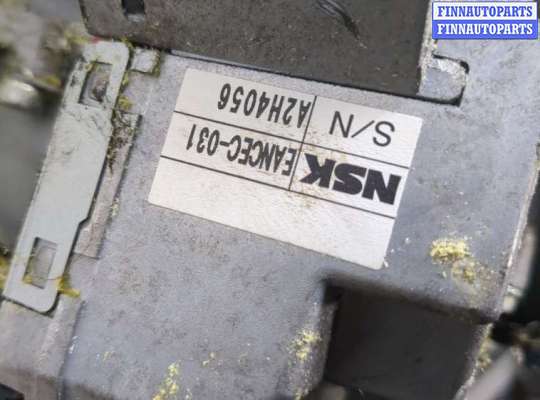 FINNAUTOPARTS
FINNAUTOPARTS
NSK EANCEC-031
S/N A2H4056